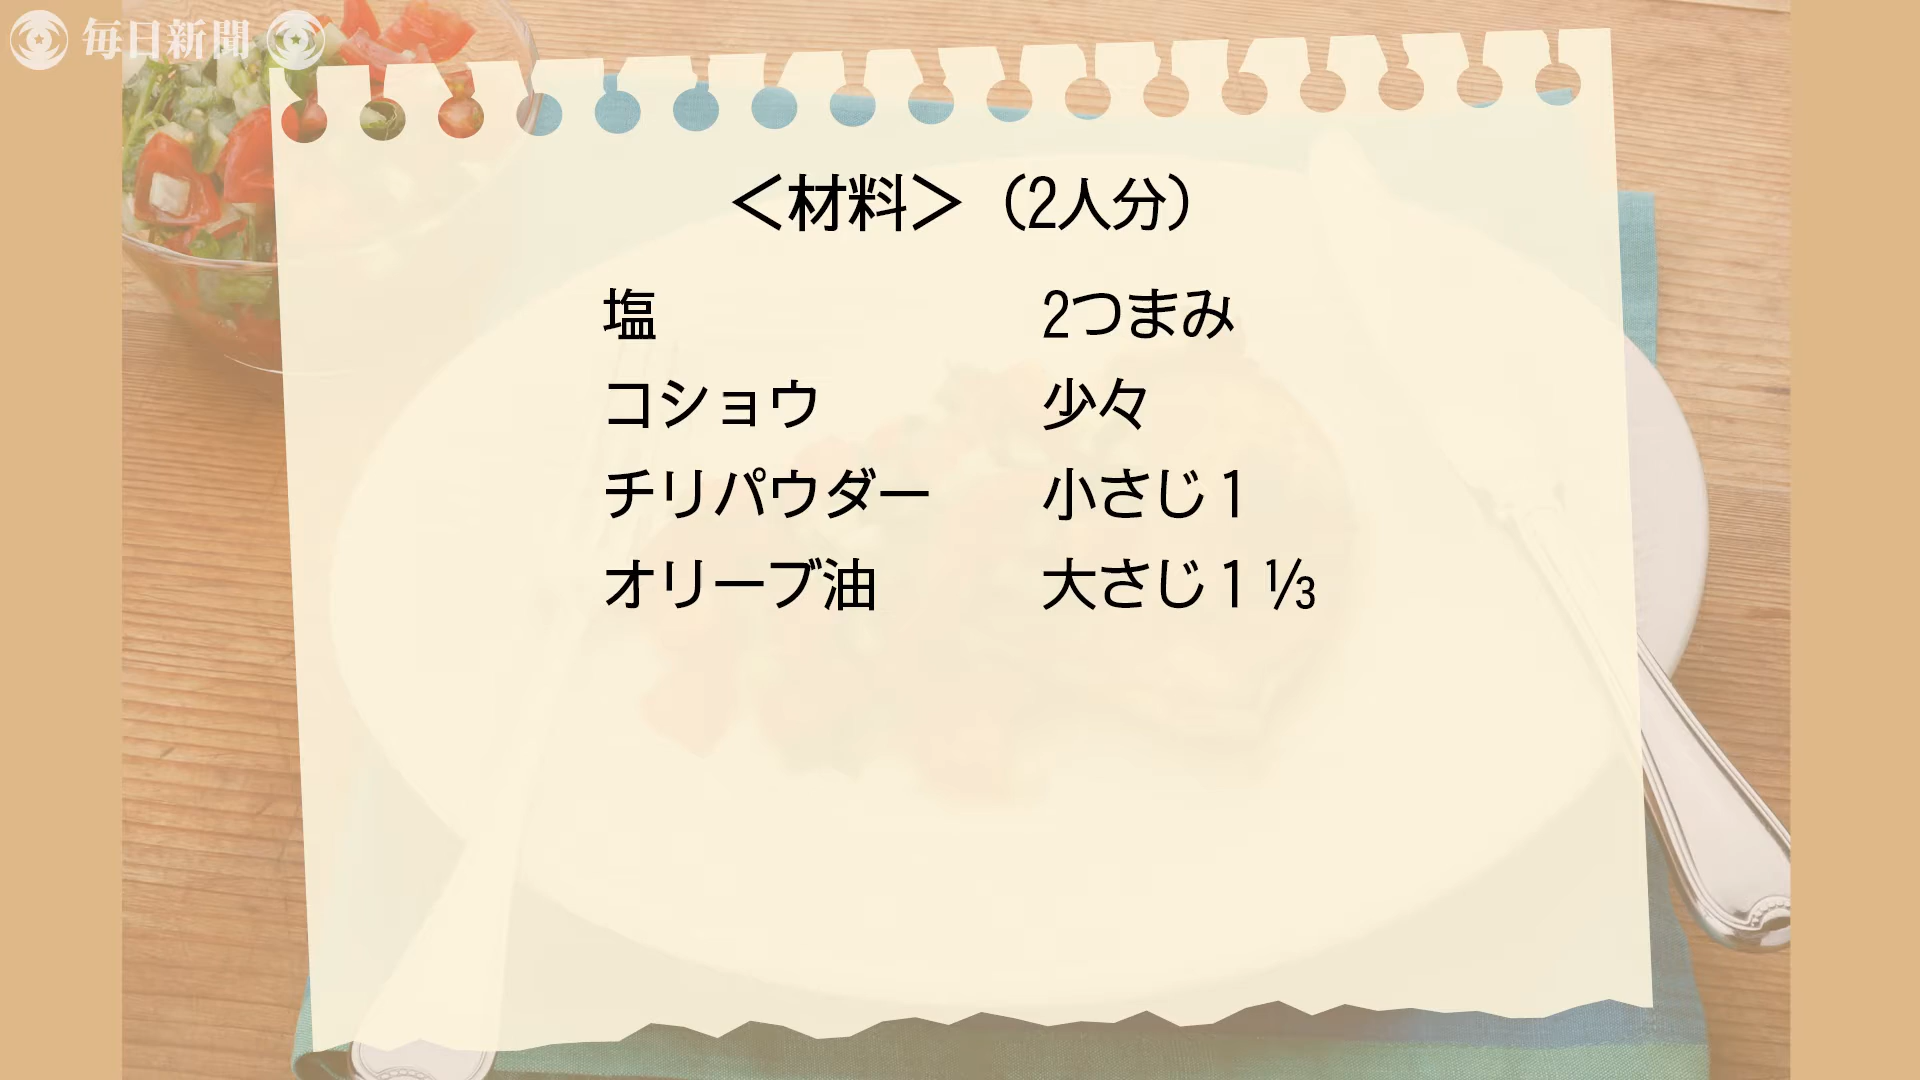 毎日新聞
＜材料＞（2人分）
塩 2つまみ
コショウ 少々
チリパウダー 小さじ１
オリーブ油 大さじ１⅓